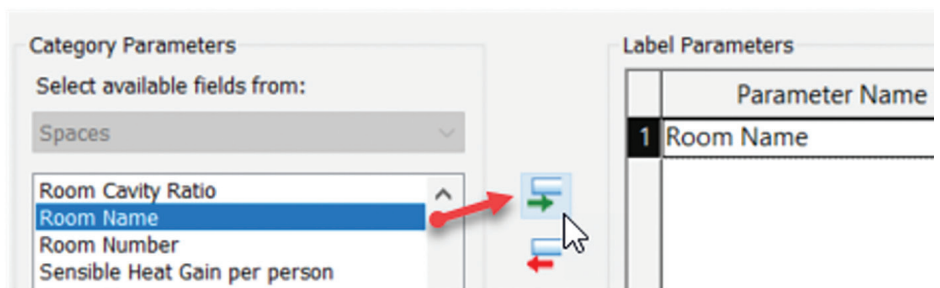 Category Parameters
Select available fields from:
Spaces
Room Cavity Ratio
Room Name
Room Number
Sensible Heat Gain per person
Label Parameters
Parameter Name
1 Room Name